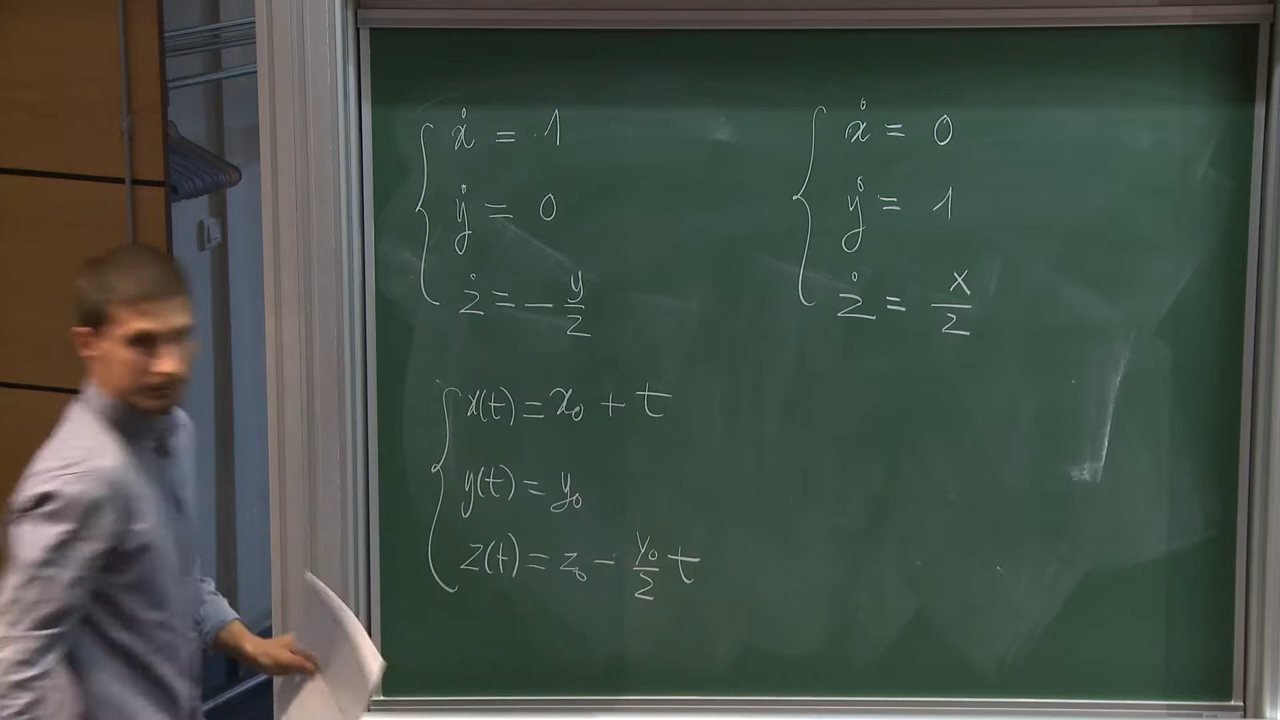 ẋ = 1
ẏ = 0
ż = - y/2
ẋ = 0
ẏ = 1
ż = x/2
x(t) = x₀ + t
y(t) = y₀
z(t) = z₀ - y₀/2 t